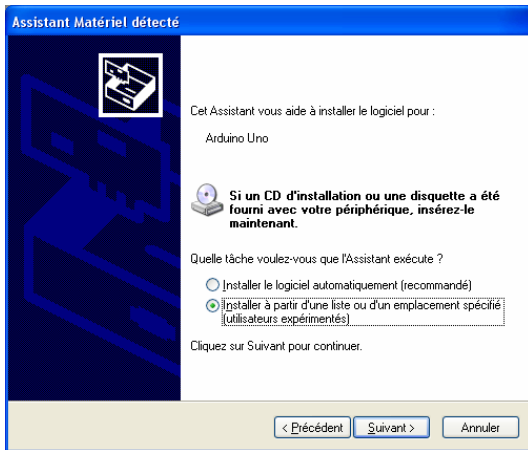 Assistant Matériel détecté
Cet Assistant vous aide à installer le logiciel pour :
Arduino Uno
Si un CD d'installation ou une disquette a été
fourni avec votre périphérique, insérez-le
maintenant.
Quelle tâche voulez-vous que l'Assistant exécute ?
Installer le logiciel automatiquement (recommandé)
Installer à partir d'une liste ou d'un emplacement spécifié
(utilisateurs expérimentés)
Cliquez sur Suivant pour continuer.
< Précédent Suivant > Annuler